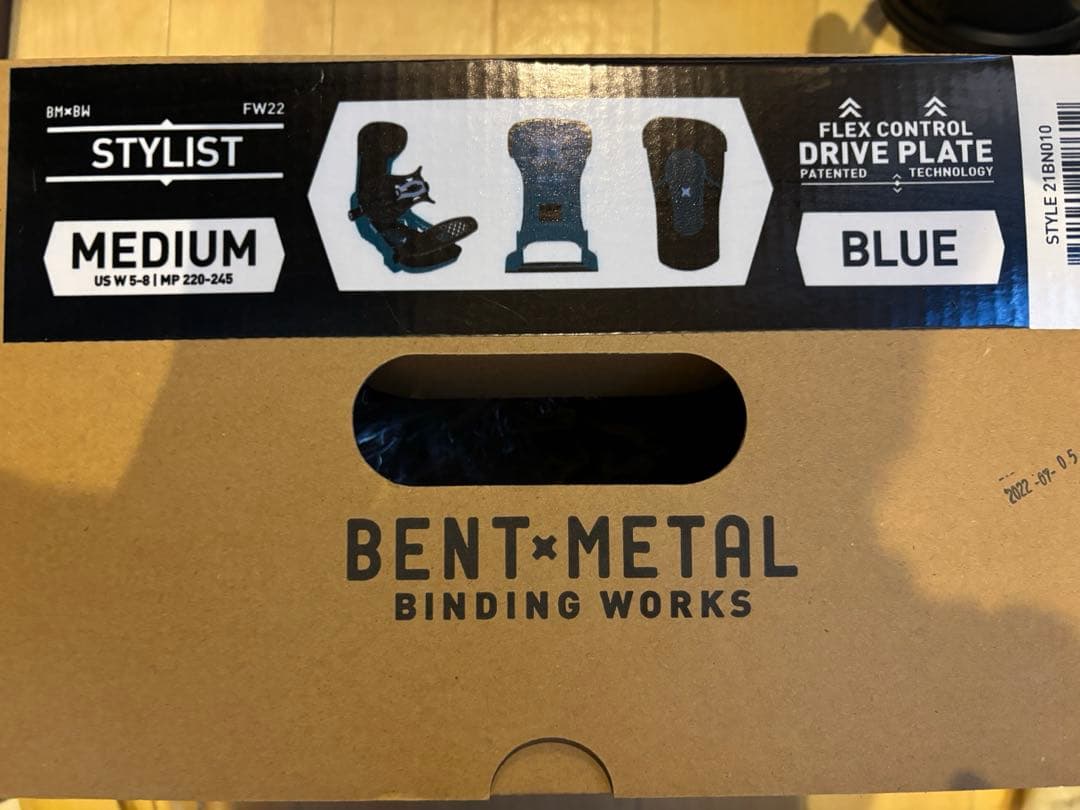 BM×BW
FW22
STYLIST
MEDIUM
US W 5-8 | MP 220-245
FLEX CONTROL
DRIVE PLATE
PATENTED TECHNOLOGY
BLUE
STYLE 21BN010
2022-09-05
BENT×METAL
BINDING WORKS